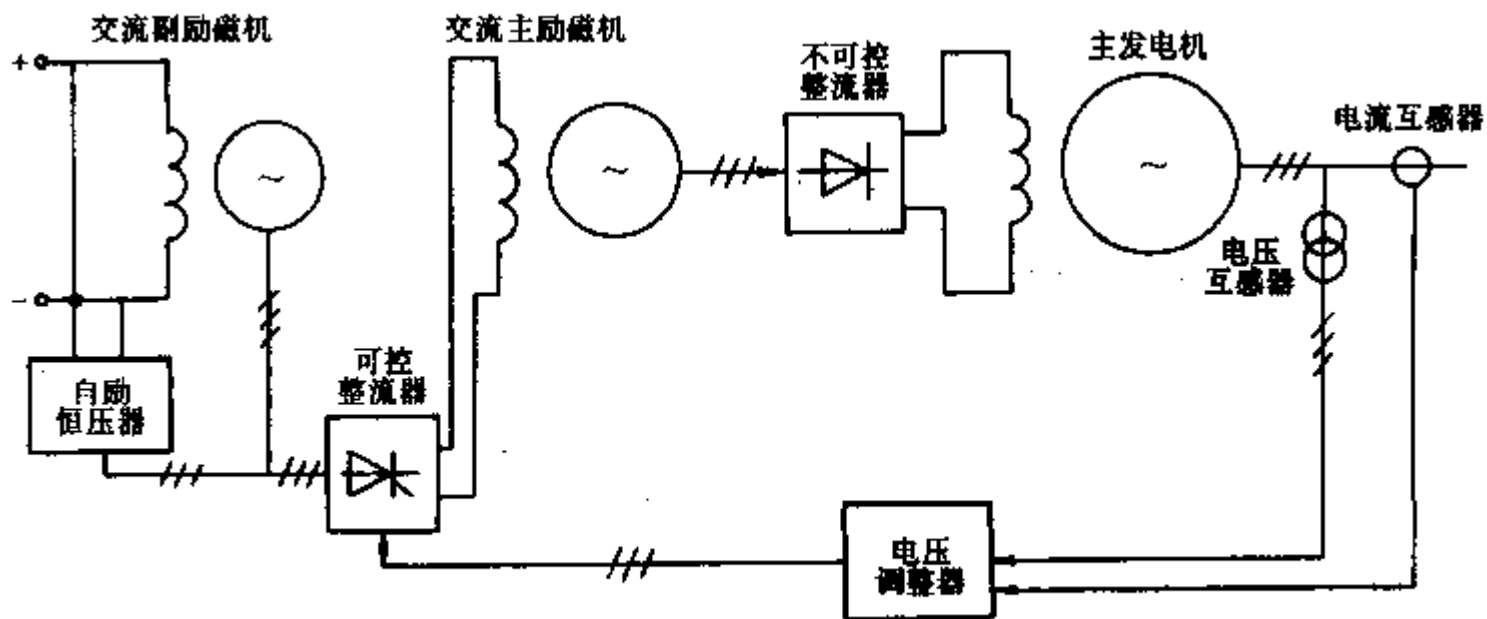 交流副励磁机
交流主励磁机
不可控
整流器
主发电机
电流互感器
+
~
~
~
电压
互感器
-
可控
整流器
自励
恒压器
电压
调整器